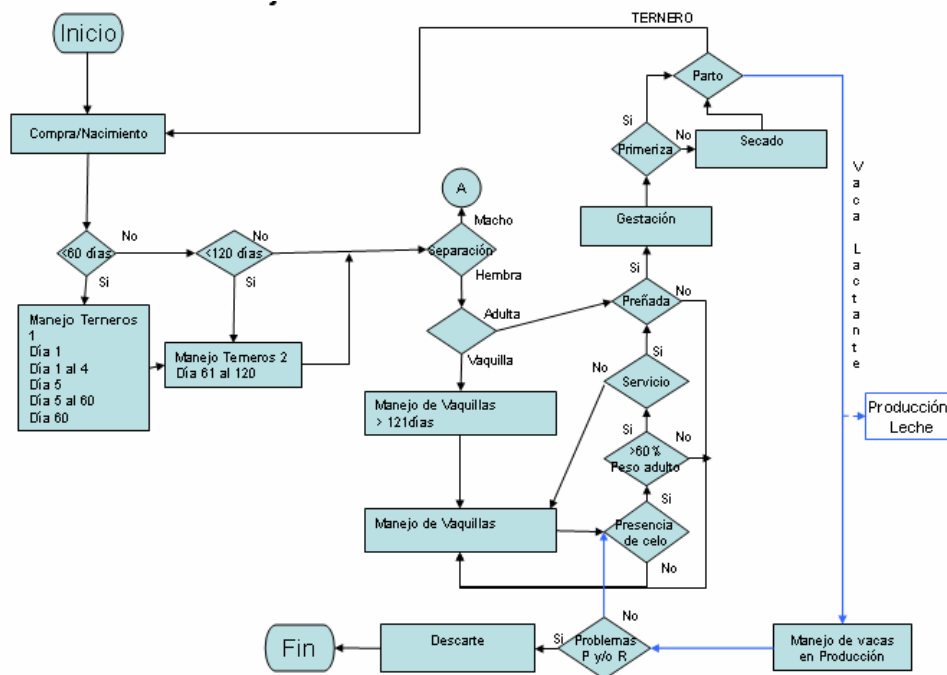 TERNERO
Inicio
Parto
Compra/Nacimiento
Si
Primeriza
No
Secado
Vaca Lactante
A
Macho
Gestación
<60 días
No
<120 días
No
Separación
Si
Si
Hembra
Si
Preñada
No
Manejo Terneros
1
Día 1
Día 1 al 4
Día 5
Día 5 al 60
Día 60
Adulta
Manejo Terneros 2
Día 61 al 120
Vaquilla
Si
No
Servicio
Manejo de Vaquillas
> 121dias
Si
No
>60%
Peso adulto
Producción
Leche
Si
Manejo de Vaquillas
Presencia
de celo
No
No
Fin
Descarte
Si
Problemas
P y/o R
Manejo de vacas
en Producción